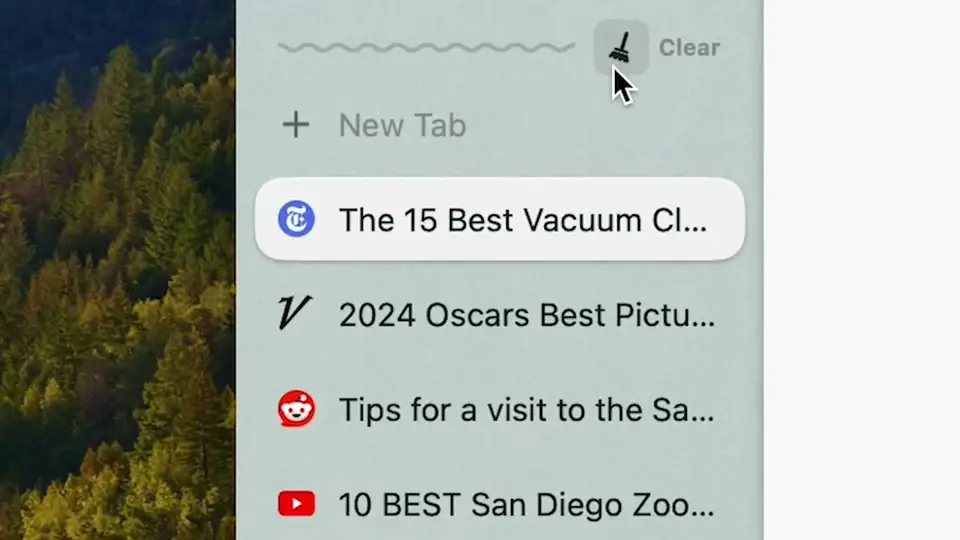 Clear
New Tab
The 15 Best Vacuum Cl...
2024 Oscars Best Pictu...
Tips for a visit to the Sa...
10 BEST San Diego Zoo...